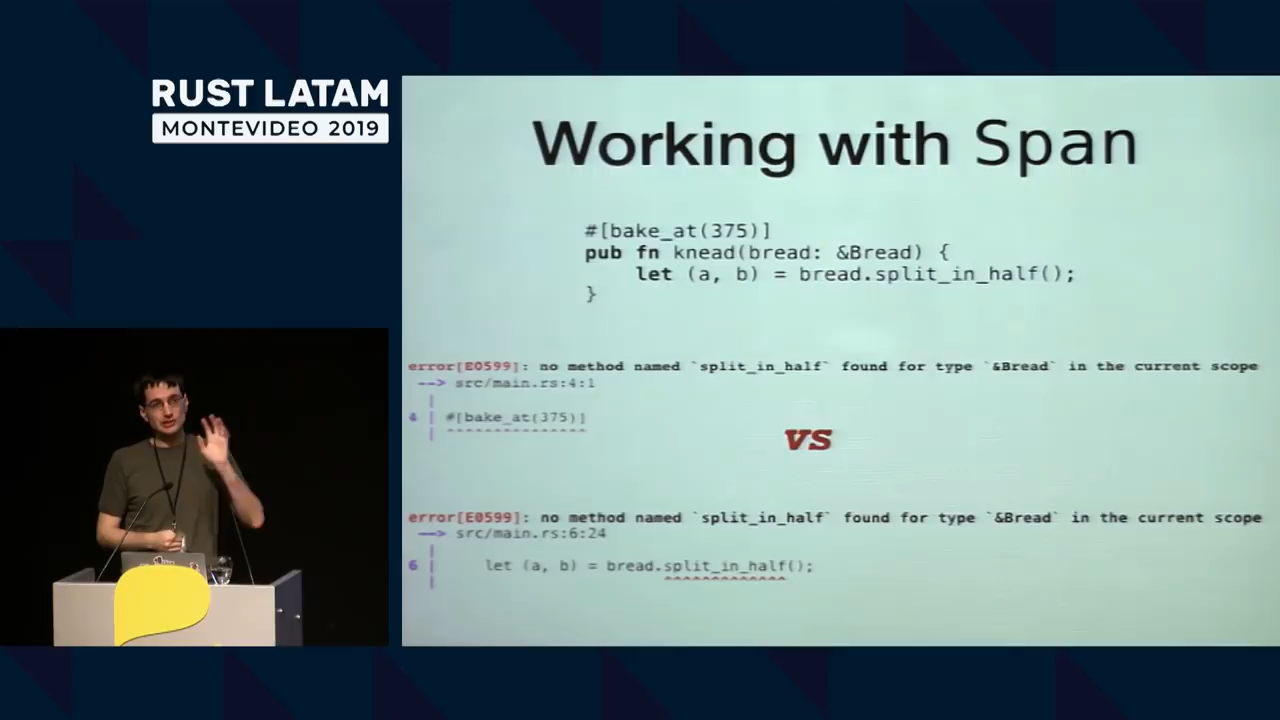 RUST LATAM
MONTEVIDEO 2019
Working with Span
#[bake_at(375)]
pub fn knead(bread: &Bread) {
    let (a, b) = bread.split_in_half();
}
error[E0599]: no method named `split_in_half` found for type `&Bread` in the current scope
--> src/main.rs:4:1
|
4 | #[bake_at(375)]
| ^^^^^^^^^^^^^^^
vs
error[E0599]: no method named `split_in_half` found for type `&Bread` in the current scope
--> src/main.rs:6:24
|
6 |     let (a, b) = bread.split_in_half();
|                        ^^^^^^^^^^^^^